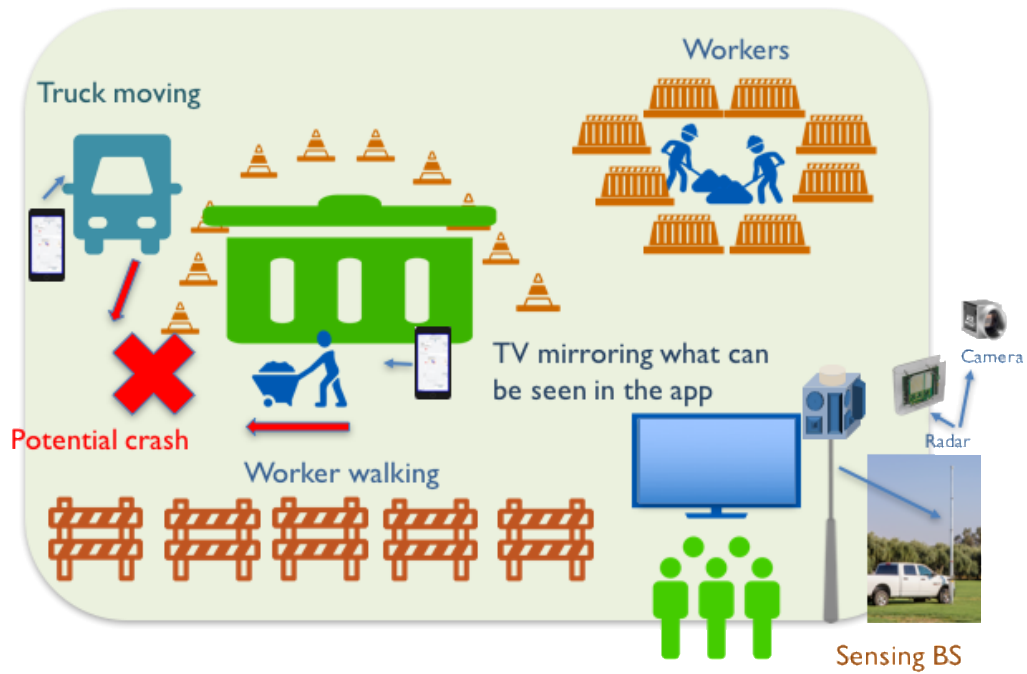 Workers
Truck moving
TV mirroring what can
be seen in the app
Camera
Radar
Potential crash
Worker walking
Sensing BS